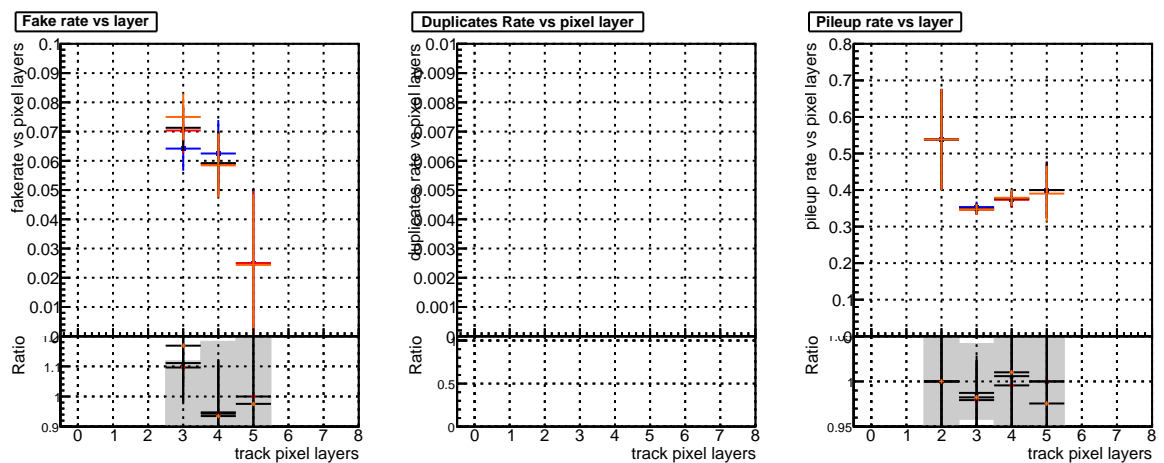 Fake rate vs layer
fakerate vs pixel layers
0.1
0.09
0.08
0.07
0.06
0.05
0.04
0.03
0.02
0.01
0
Ratio
1.1
1
0.9
0 1 2 3 4 5 6 7 8
track pixel layers
Duplicates Rate vs pixel layer
duplicates rate vs pixel layers
0.01
0.009
0.008
0.007
0.006
0.005
0.004
0.003
0.002
0.001
0
Ratio
1
0.5
0
0 1 2 3 4 5 6 7 8
track pixel layers
Pileup rate vs layer
pileup rate vs pixel layers
0.8
0.7
0.6
0.5
0.4
0.3
0.2
0.1
0
Ratio
1
0.95
0 1 2 3 4 5 6 7 8
track pixel layers